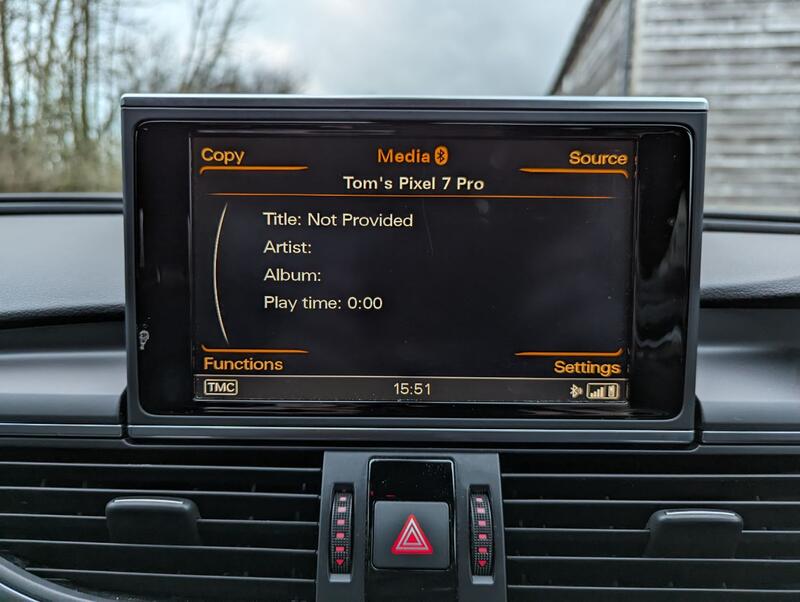 Copy Media Source
Tom's Pixel 7 Pro
Title: Not Provided
Artist:
Album:
Play time: 0:00
Functions Settings
TMC 15:51